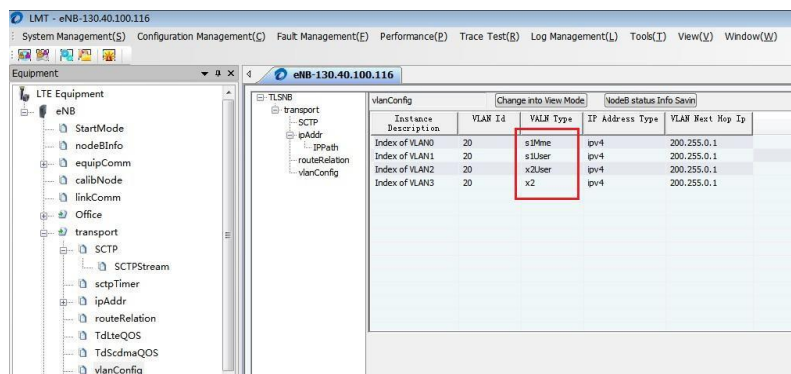 LMT - eNB-130.40.100.116
System Management(S) Configuration Management(C) Fault Management(F) Performance(P) Trace Test(R) Log Management(L) Tools(T) View(V) Window(W)
Equipment
eNB-130.40.100.116
LTE Equipment
eNB
StartMode
nodeBInfo
equipComm
calibNode
linkComm
Office
transport
SCTP
SCTPStream
sctpTimer
ipAddr
routeRelation
TdLteQOS
TdScdmaQOS
vlanConfig
TLSNB
transport
SCTP
ipAddr
IPPath
routeRelation
vlanConfig
vlanConfig Change into View Mode NodeB status Info Savin
Instance Description VLAN Id VALN Type IP Address Type VLAN Next Hop Ip
Index of VLAN0 20 s1Mme ipv4 200.255.0.1
Index of VLAN1 20 s1User ipv4 200.255.0.1
Index of VLAN2 20 x2User ipv4 200.255.0.1
Index of VLAN3 20 x2 ipv4 200.255.0.1